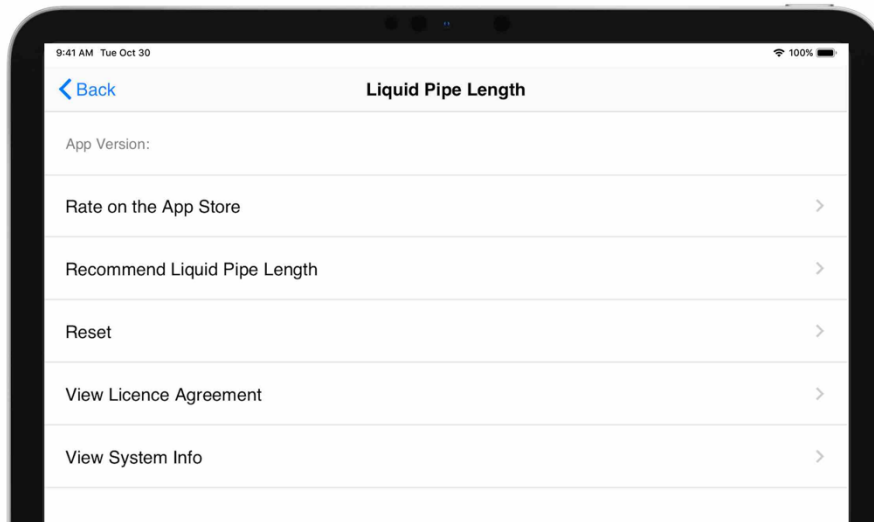 9:41 AM Tue Oct 30 100%
Back Liquid Pipe Length
App Version:
Rate on the App Store
Recommend Liquid Pipe Length
Reset
View Licence Agreement
View System Info